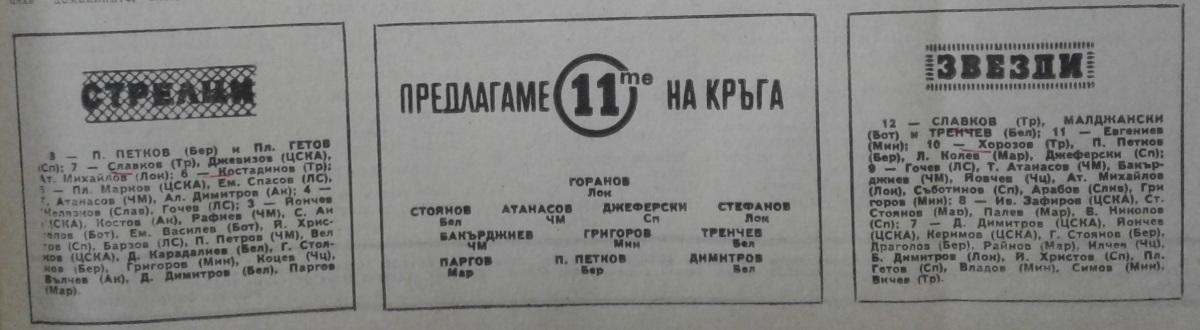 СТРЕЛЦИ
8 — П. ПЕТКОВ (Бер) и Пл. ГЕТОВ
(Сп); 7 — Славков (Тр), Джевизов (ЦСКА),
Ат. Михайлов (Лок); 6 — Костадинов (Тр);
5 — Пл. Марков (ЦСКА), Ем. Спасов (ЛС),
Т. Атанасов (ЧМ), Ал. Димитров (Ак); 4 —
Желязков (Слав), Гочев (ЛС); 3 — Йончев
(ЦСКА), Костов (Ак), Рафиев (ЧМ), С. Ан
(Бот), Ем. Василев (Бот), Я. Хрис-
тов (Сп), Барзов (ЛС), П. Петров (ЧМ), Вел
ков (ЦСКА), Д. Карадалиев (Бел), Г. Стоя-
нов (Бер), Григоров (Мин), Коцев (Чц),
Вълчев (Ак), Д. Димитров (Бел), Паргов
(Мар).
ПРЕДЛАГАМЕ 11те НА КРЪГА
ГОРАНОВ
Лок
СТОЯНОВ АТАНАСОВ ДЖЕФЕРСКИ СТЕФАНОВ
Бел ЧМ Сп Лок
БАКЪРДЖИЕВ ГРИГОРОВ ТРЕНЧЕВ
ЧМ Мин Бел
ПАРГОВ П. ПЕТКОВ ДИМИТРОВ
Мар Бер Бел
ЗВЕЗДИ
12 — СЛАВКОВ (Тр), МАЛДЖАНСКИ
(Бот) и ТРЕНЧЕВ (Бел); 11 — Евгениев
(Мин); 10 — Хорозов (Тр), П. Петков
(Бер), Л. Колев (Мар), Джеферски (Сп);
9 — Гочев (ЛС), Т. Атанасов (ЧМ), Бакър-
джиев (ЧМ), Йовчев (Чц), Ат. Михайлов
(Лок), Съботинов (Сп), Арабов (Слив), Гри
горов (Мин); 8 — Ив. Зафиров (ЦСКА), Ст.
Стоянов (Мар), Палев (Мар), В. Николов
(Сп); 7 — Д. Димитров (ЦСКА), Йончев
(ЦСКА), Керимов (ЦСКА), Г. Стоянов (Бер),
Драголов (Бер), Райнов (Мар), Илчев (Чц),
Б. Димитров (Лон), И. Христов (Сп), Пл.
Гетов (Сп), Владов (Мин), Симов (Мин),
Вичев (Тр).